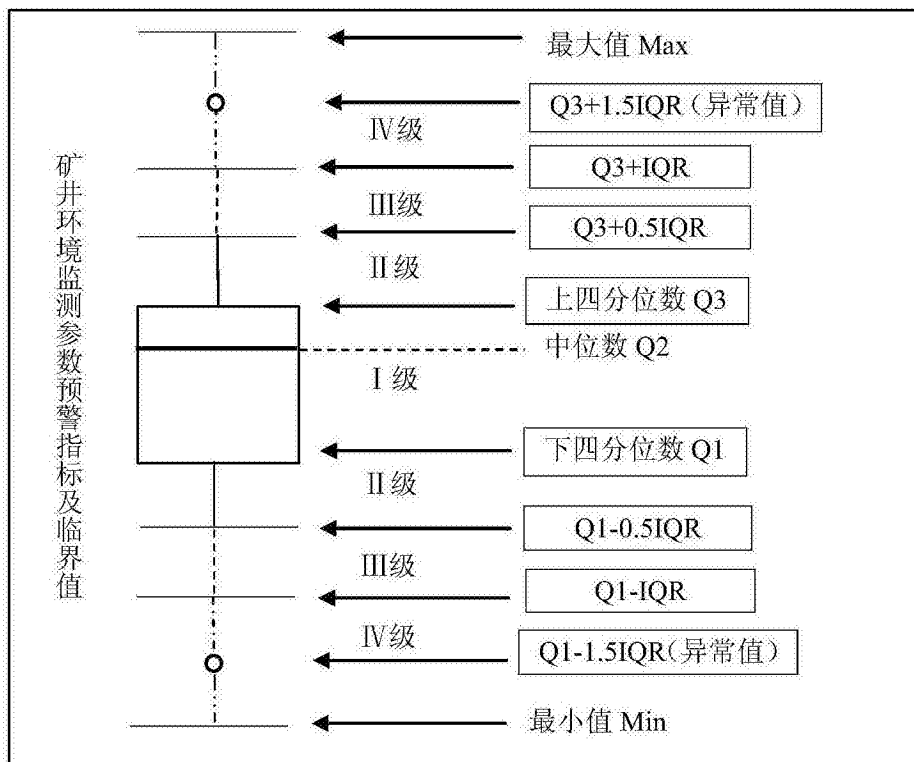 矿井环境监测参数预警指标及临界值
最大值 Max
Q3+1.5IQR（异常值）
Ⅳ级
Q3+IQR
Ⅲ级
Q3+0.5IQR
Ⅱ级
上四分位数 Q3
中位数 Q2
Ⅰ级
下四分位数 Q1
Ⅱ级
Q1-0.5IQR
Ⅲ级
Q1-IQR
Ⅳ级
Q1-1.5IQR（异常值）
最小值 Min